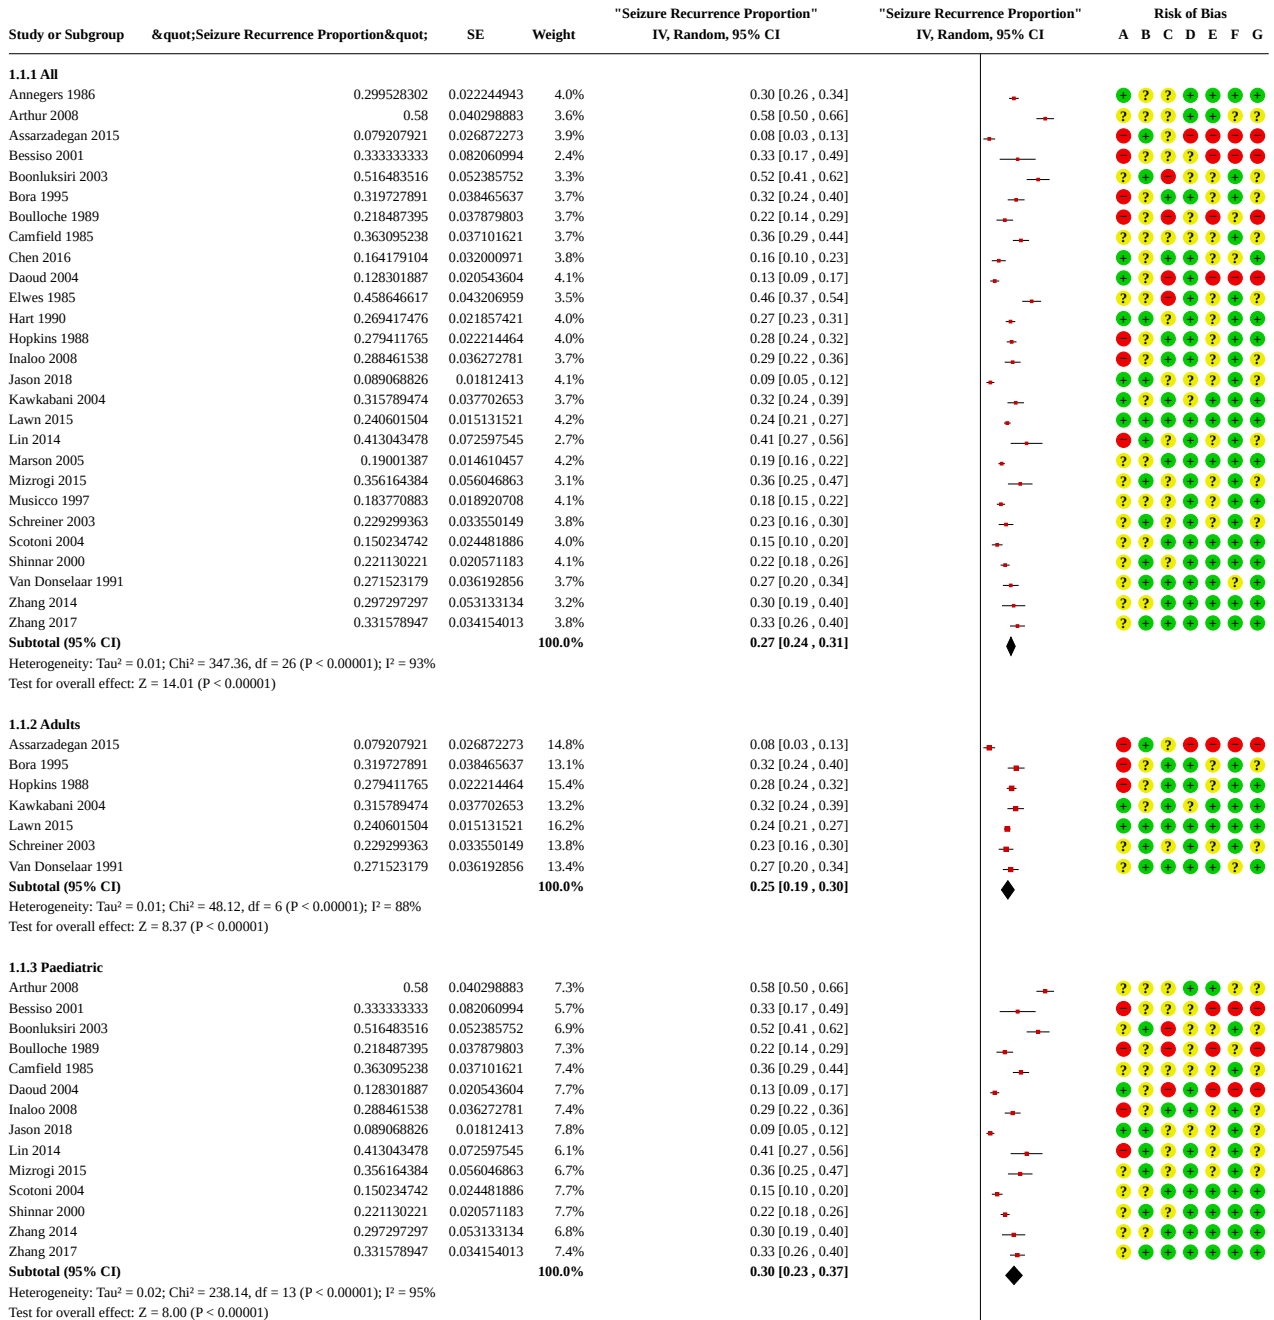 "Seizure Recurrence Proportion" "Seizure Recurrence Proportion" Risk of Bias
Study or Subgroup &quot;Seizure Recurrence Proportion&quot; SE Weight IV, Random, 95% CI IV, Random, 95% CI A B C D E F G
1.1.1 All
Annegers 1986 0.299528302 0.022244943 4.0% 0.30 [0.26 , 0.34] + ? ? + + + +
Arthur 2008 0.58 0.040298883 3.6% 0.58 [0.50 , 0.66] ? ? ? + + ? ?
Assarzadegan 2015 0.079207921 0.026872273 3.9% 0.08 [0.03 , 0.13] − + ? − − − −
Bessiso 2001 0.333333333 0.082060994 2.4% 0.33 [0.17 , 0.49] − ? ? ? − − −
Boonluksiri 2003 0.516483516 0.052385752 3.3% 0.52 [0.41 , 0.62] ? + − ? ? + ?
Bora 1995 0.319727891 0.038465637 3.7% 0.32 [0.24 , 0.40] − ? + + ? + ?
Boulloche 1989 0.218487395 0.037879803 3.7% 0.22 [0.14 , 0.29] − ? − ? − ? −
Camfield 1985 0.363095238 0.037101621 3.7% 0.36 [0.29 , 0.44] ? ? ? ? ? + ?
Chen 2016 0.164179104 0.032000971 3.8% 0.16 [0.10 , 0.23] + ? + + ? ? +
Daoud 2004 0.128301887 0.020543604 4.1% 0.13 [0.09 , 0.17] + ? − + − − −
Elwes 1985 0.458646617 0.043206959 3.5% 0.46 [0.37 , 0.54] ? ? − + ? + ?
Hart 1990 0.269417476 0.021857421 4.0% 0.27 [0.23 , 0.31] + + ? + ? + +
Hopkins 1988 0.279411765 0.022214464 4.0% 0.28 [0.24 , 0.32] − ? + + ? + +
Inaloo 2008 0.288461538 0.036272781 3.7% 0.29 [0.22 , 0.36] − ? + + ? + ?
Jason 2018 0.089068826 0.01812413 4.1% 0.09 [0.05 , 0.12] + + ? ? ? + ?
Kawkabani 2004 0.315789474 0.037702653 3.7% 0.32 [0.24 , 0.39] + ? + ? + + +
Lawn 2015 0.240601504 0.015131521 4.2% 0.24 [0.21 , 0.27] + + + + + + +
Lin 2014 0.413043478 0.072597545 2.7% 0.41 [0.27 , 0.56] − + ? + ? + ?
Marson 2005 0.19001387 0.014610457 4.2% 0.19 [0.16 , 0.22] ? ? + + + + +
Mizrogi 2015 0.356164384 0.056046863 3.1% 0.36 [0.25 , 0.47] ? + ? + ? + ?
Musicco 1997 0.183770883 0.018920708 4.1% 0.18 [0.15 , 0.22] ? ? ? + ? + +
Schreiner 2003 0.229299363 0.033550149 3.8% 0.23 [0.16 , 0.30] ? + ? + ? + ?
Scotoni 2004 0.150234742 0.024481886 4.0% 0.15 [0.10 , 0.20] ? ? + + + + +
Shinnar 2000 0.221130221 0.020571183 4.1% 0.22 [0.18 , 0.26] ? + ? + + + +
Van Donselaar 1991 0.271523179 0.036192856 3.7% 0.27 [0.20 , 0.34] ? + + + + ? +
Zhang 2014 0.297297297 0.053133134 3.2% 0.30 [0.19 , 0.40] ? ? + + + + +
Zhang 2017 0.331578947 0.034154013 3.8% 0.33 [0.26 , 0.40] ? + + + + + +
Subtotal (95% CI) 100.0% 0.27 [0.24 , 0.31]
Heterogeneity: Tau² = 0.01; Chi² = 347.36, df = 26 (P < 0.00001); I² = 93%
Test for overall effect: Z = 14.01 (P < 0.00001)
1.1.2 Adults
Assarzadegan 2015 0.079207921 0.026872273 14.8% 0.08 [0.03 , 0.13] − + ? − − − −
Bora 1995 0.319727891 0.038465637 13.1% 0.32 [0.24 , 0.40] − ? + + ? + ?
Hopkins 1988 0.279411765 0.022214464 15.4% 0.28 [0.24 , 0.32] − ? + + ? + +
Kawkabani 2004 0.315789474 0.037702653 13.2% 0.32 [0.24 , 0.39] + ? + ? + + +
Lawn 2015 0.240601504 0.015131521 16.2% 0.24 [0.21 , 0.27] + + + + + + +
Schreiner 2003 0.229299363 0.033550149 13.8% 0.23 [0.16 , 0.30] ? + ? + ? + ?
Van Donselaar 1991 0.271523179 0.036192856 13.4% 0.27 [0.20 , 0.34] ? + + + + ? +
Subtotal (95% CI) 100.0% 0.25 [0.19 , 0.30]
Heterogeneity: Tau² = 0.01; Chi² = 48.12, df = 6 (P < 0.00001); I² = 88%
Test for overall effect: Z = 8.37 (P < 0.00001)
1.1.3 Paediatric
Arthur 2008 0.58 0.040298883 7.3% 0.58 [0.50 , 0.66] ? ? ? + + ? ?
Bessiso 2001 0.333333333 0.082060994 5.7% 0.33 [0.17 , 0.49] − ? ? ? − − −
Boonluksiri 2003 0.516483516 0.052385752 6.9% 0.52 [0.41 , 0.62] ? + − ? ? + ?
Boulloche 1989 0.218487395 0.037879803 7.3% 0.22 [0.14 , 0.29] − ? − ? − ? −
Camfield 1985 0.363095238 0.037101621 7.4% 0.36 [0.29 , 0.44] ? ? ? ? ? + ?
Daoud 2004 0.128301887 0.020543604 7.7% 0.13 [0.09 , 0.17] + ? − + − − −
Inaloo 2008 0.288461538 0.036272781 7.4% 0.29 [0.22 , 0.36] − ? + + ? + ?
Jason 2018 0.089068826 0.01812413 7.8% 0.09 [0.05 , 0.12] + + ? ? ? + ?
Lin 2014 0.413043478 0.072597545 6.1% 0.41 [0.27 , 0.56] − + ? + ? + ?
Mizrogi 2015 0.356164384 0.056046863 6.7% 0.36 [0.25 , 0.47] ? + ? + ? + ?
Scotoni 2004 0.150234742 0.024481886 7.7% 0.15 [0.10 , 0.20] ? ? + + + + +
Shinnar 2000 0.221130221 0.020571183 7.7% 0.22 [0.18 , 0.26] ? + ? + + + +
Zhang 2014 0.297297297 0.053133134 6.8% 0.30 [0.19 , 0.40] ? ? + + + + +
Zhang 2017 0.331578947 0.034154013 7.4% 0.33 [0.26 , 0.40] ? + + + + + +
Subtotal (95% CI) 100.0% 0.30 [0.23 , 0.37]
Heterogeneity: Tau² = 0.02; Chi² = 238.14, df = 13 (P < 0.00001); I² = 95%
Test for overall effect: Z = 8.00 (P < 0.00001)